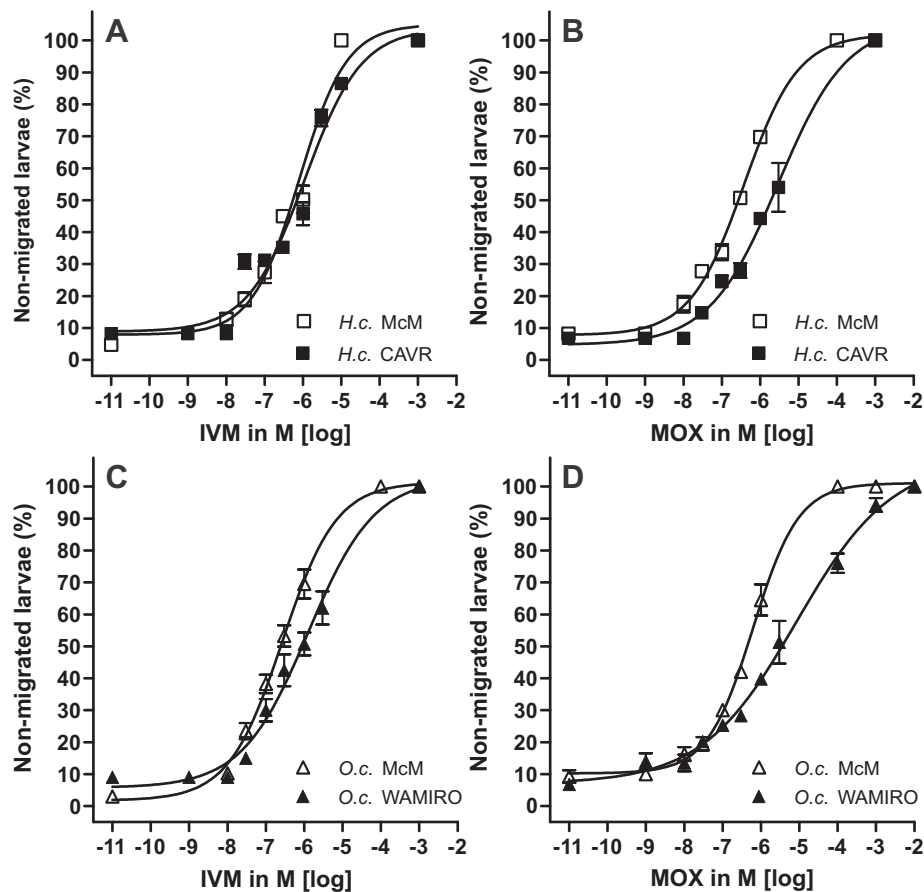 A
Non-migrated larvae (%)
100
90
80
70
60
50
40
30
20
10
0
H.c. McM
H.c. CAVR
-11 -10 -9 -8 -7 -6 -5 -4 -3 -2
IVM in M [log]
B
Non-migrated larvae (%)
100
90
80
70
60
50
40
30
20
10
0
H.c. McM
H.c. CAVR
-11 -10 -9 -8 -7 -6 -5 -4 -3 -2
MOX in M [log]
C
Non-migrated larvae (%)
100
90
80
70
60
50
40
30
20
10
0
O.c. McM
O.c. WAMIRO
-11 -10 -9 -8 -7 -6 -5 -4 -3 -2
IVM in M [log]
D
Non-migrated larvae (%)
100
90
80
70
60
50
40
30
20
10
0
O.c. McM
O.c. WAMIRO
-11 -10 -9 -8 -7 -6 -5 -4 -3 -2
MOX in M [log]